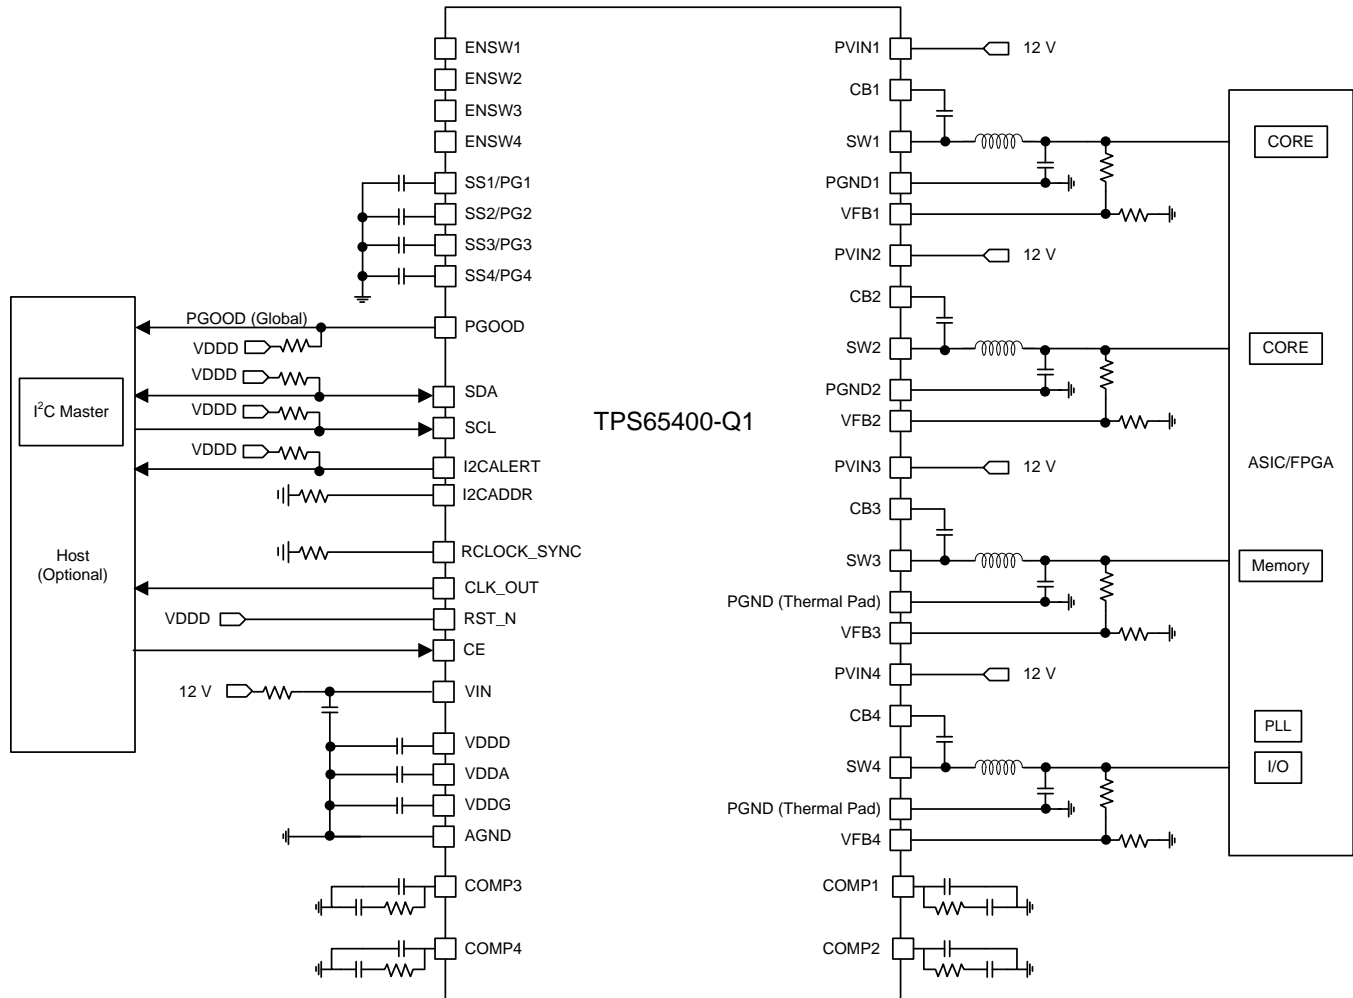 ENSW1
ENSW2
ENSW3
ENSW4
SS1/PG1
SS2/PG2
SS3/PG3
SS4/PG4
PGOOD (Global)
PGOOD
VDDD
VDDD
SDA
I²C Master
VDDD
SCL
VDDD
I2CALERT
I2CADDR
Host
(Optional)
RCLOCK_SYNC
CLK_OUT
VDDD
RST_N
CE
12 V
VIN
VDDD
VDDA
VDDG
AGND
COMP3
COMP4
TPS65400-Q1
PVIN1
12 V
CB1
SW1
PGND1
VFB1
PVIN2
12 V
CB2
SW2
PGND2
VFB2
PVIN3
12 V
CB3
SW3
PGND (Thermal Pad)
VFB3
PVIN4
12 V
CB4
SW4
PGND (Thermal Pad)
VFB4
COMP1
COMP2
CORE
CORE
ASIC/FPGA
Memory
PLL
I/O